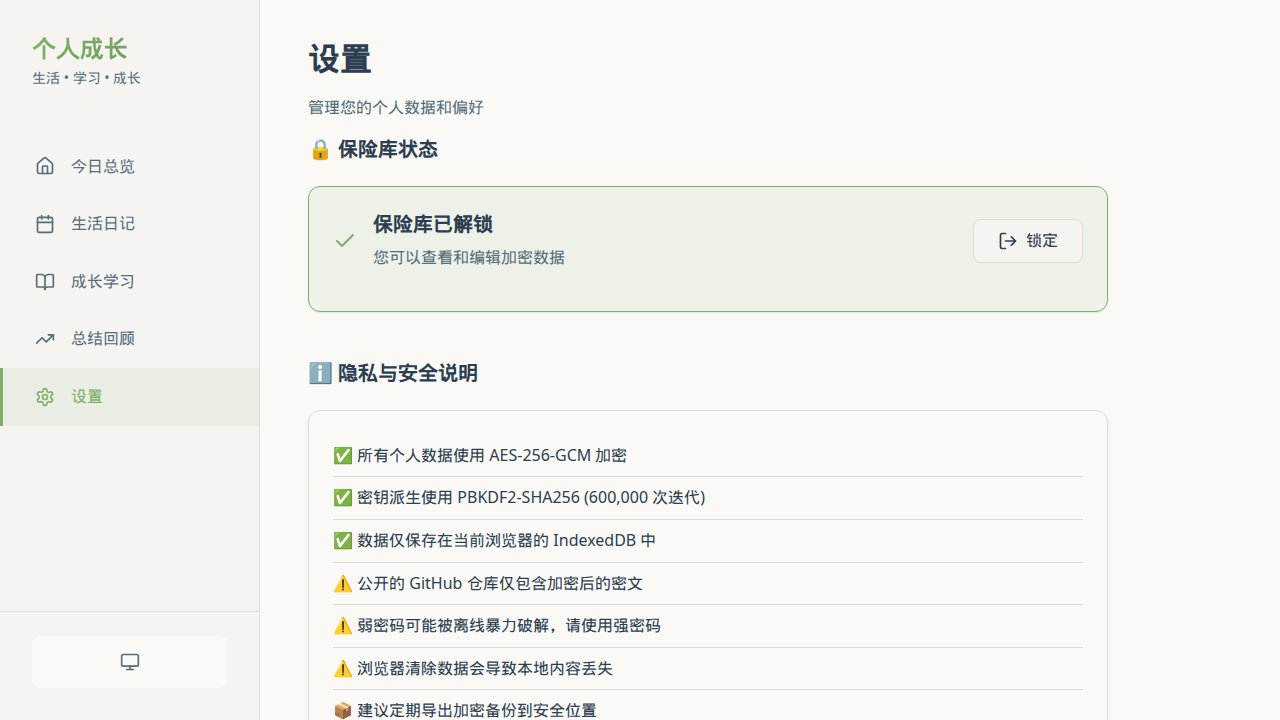 个人成长
生活 • 学习 • 成长
今日总览
生活日记
成长学习
总结回顾
设置
设置
管理您的个人数据和偏好
🔒 保险库状态
保险库已解锁
您可以查看和编辑加密数据
锁定
ℹ️ 隐私与安全说明
✅ 所有个人数据使用 AES-256-GCM 加密
✅ 密钥派生使用 PBKDF2-SHA256 (600,000 次迭代)
✅ 数据仅保存在当前浏览器的 IndexedDB 中
⚠️ 公开的 GitHub 仓库仅包含加密后的密文
⚠️ 弱密码可能被离线暴力破解，请使用强密码
⚠️ 浏览器清除数据会导致本地内容丢失
📦 建议定期导出加密备份到安全位置